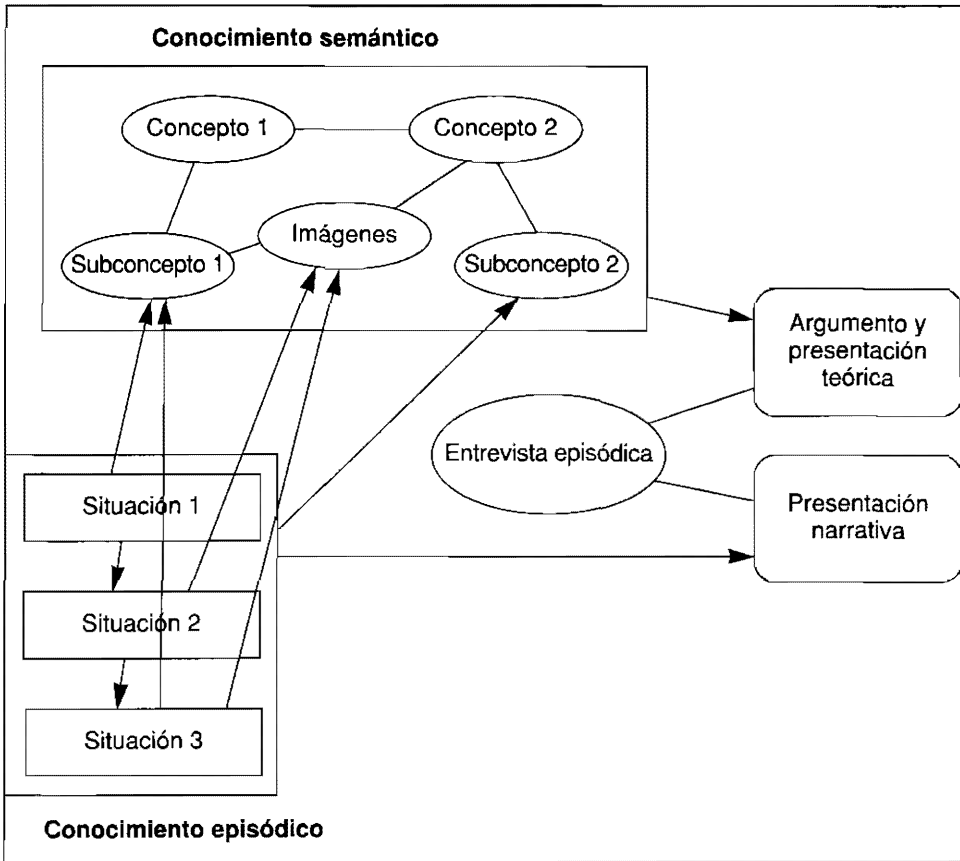 Conocimiento semántico
Concepto 1
Concepto 2
Imágenes
Subconcepto 1
Subconcepto 2
Argumento y
presentación
teórica
Entrevista episódica
Situación 1
Presentación
narrativa
Situación 2
Situación 3
Conocimiento episódico